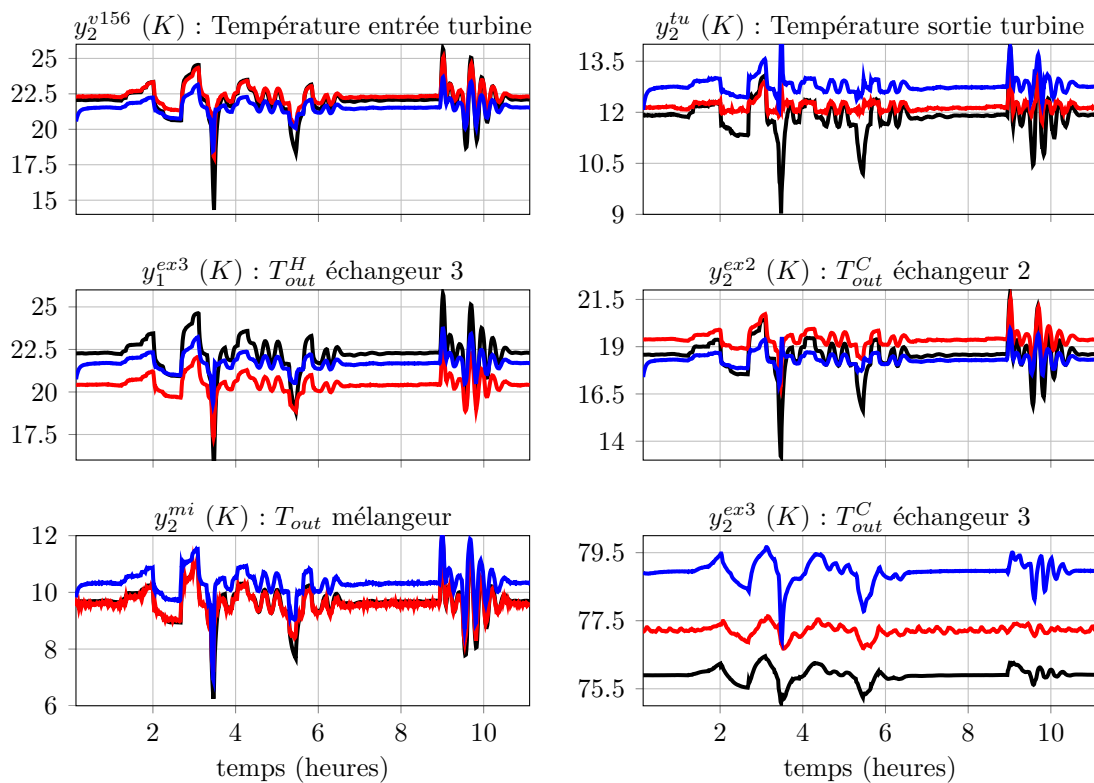 y_2^{v156} (K) : Température entrée turbine
25
22.5
20
17.5
15
y_2^{tu} (K) : Température sortie turbine
13.5
12
10.5
9
y_1^{ex3} (K) : T_{out}^H échangeur 3
25
22.5
20
17.5
y_2^{ex2} (K) : T_{out}^C échangeur 2
21.5
19
16.5
14
y_2^{mi} (K) : T_{out} mélangeur
12
10
8
6
2 4 6 8 10
temps (heures)
y_2^{ex3} (K) : T_{out}^C échangeur 3
79.5
77.5
75.5
2 4 6 8 10
temps (heures)